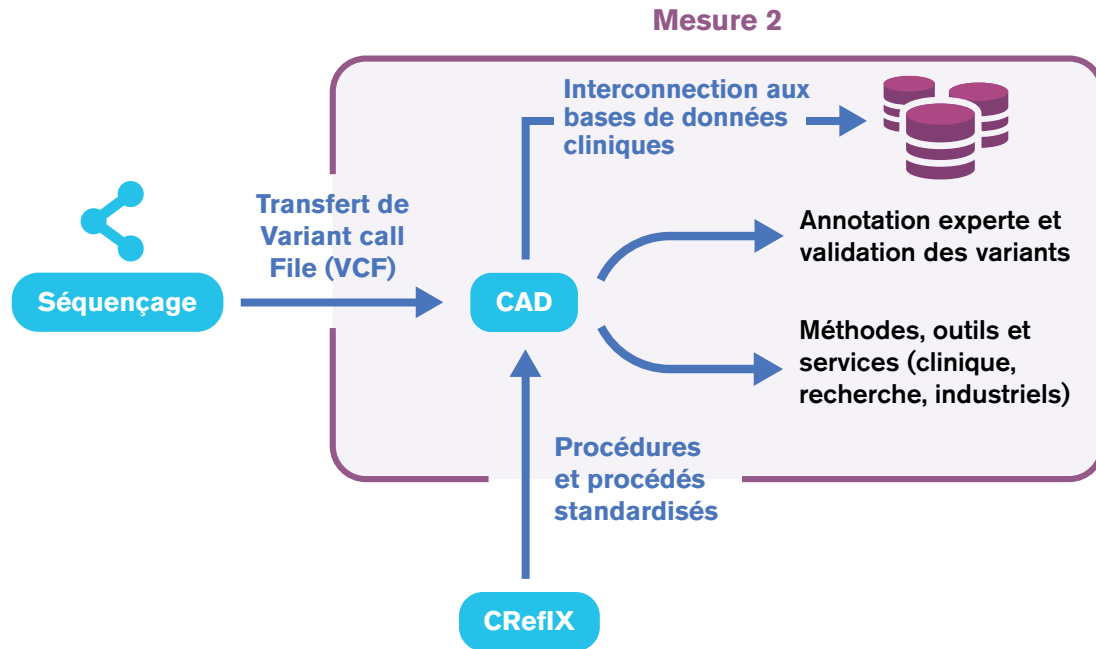 Mesure 2
Interconnection aux
bases de données
cliniques
Transfert de
Variant call
File (VCF)
Annotation experte et
validation des variants
Séquençage
CAD
Méthodes, outils et
services (clinique,
recherche, industriels)
Procédures
et procédés
standardisés
CRefIX